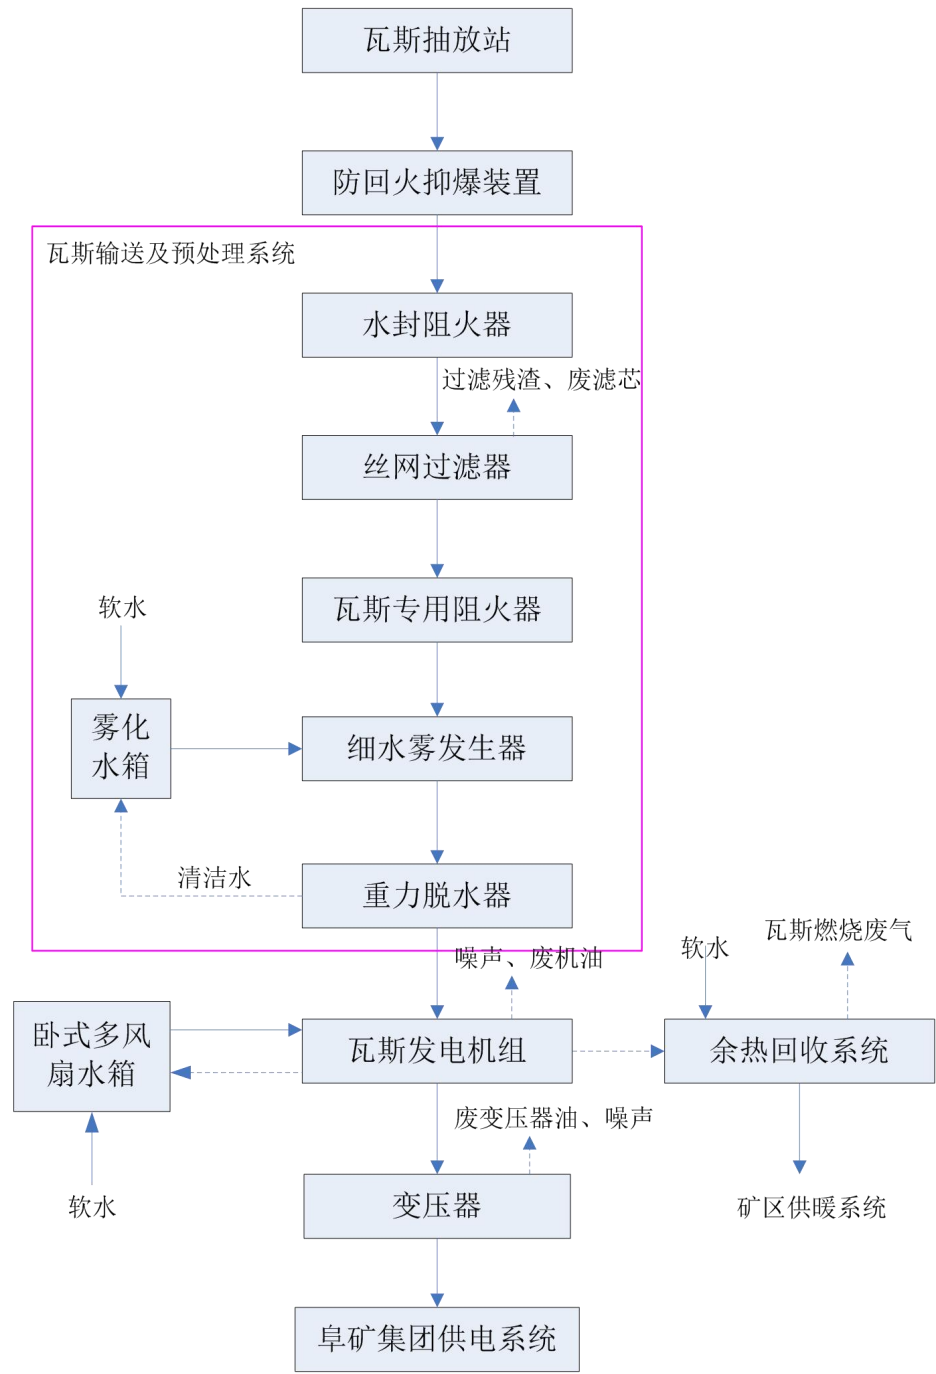 瓦斯抽放站
防回火抑爆装置
瓦斯输送及预处理系统
水封阻火器
过滤残渣、废滤芯
丝网过滤器
瓦斯专用阻火器
软水
雾化
水箱
细水雾发生器
清洁水
重力脱水器
噪声、废机油
软水
瓦斯燃烧废气
卧式多风
扇水箱
瓦斯发电机组
余热回收系统
废变压器油、噪声
软水
变压器
矿区供暖系统
阜矿集团供电系统